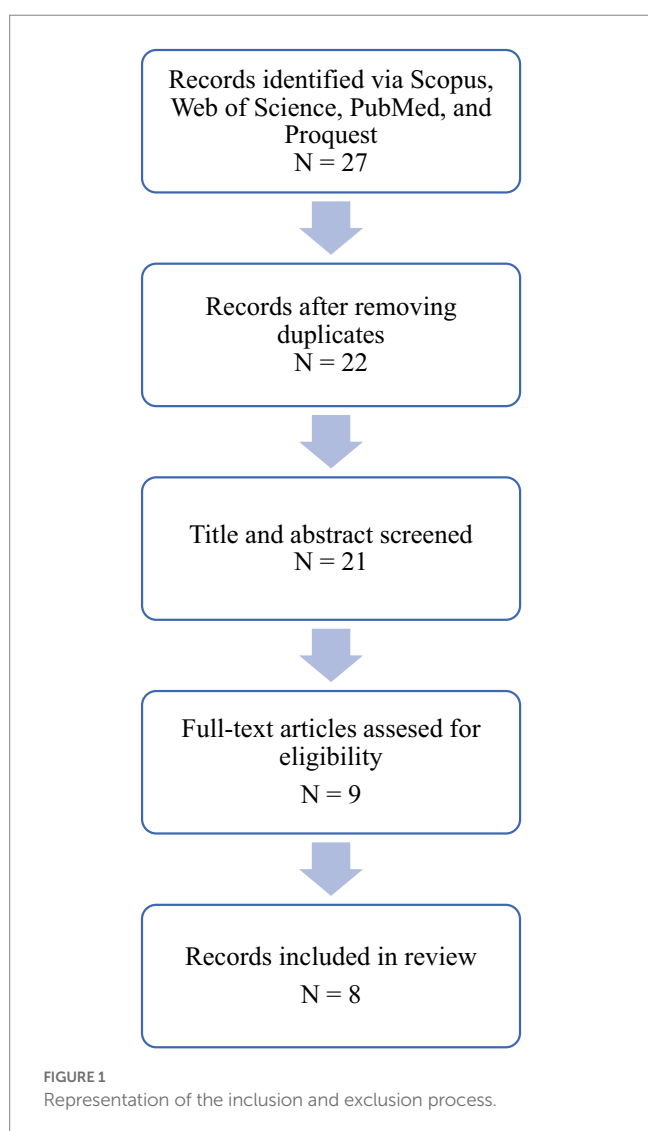 Records identified via Scopus,
Web of Science, PubMed, and
Proquest
N = 27
Records after removing
duplicates
N = 22
Title and abstract screened
N = 21
Full-text articles assesed for
eligibility
N = 9
Records included in review
N = 8
FIGURE 1
Representation of the inclusion and exclusion process.